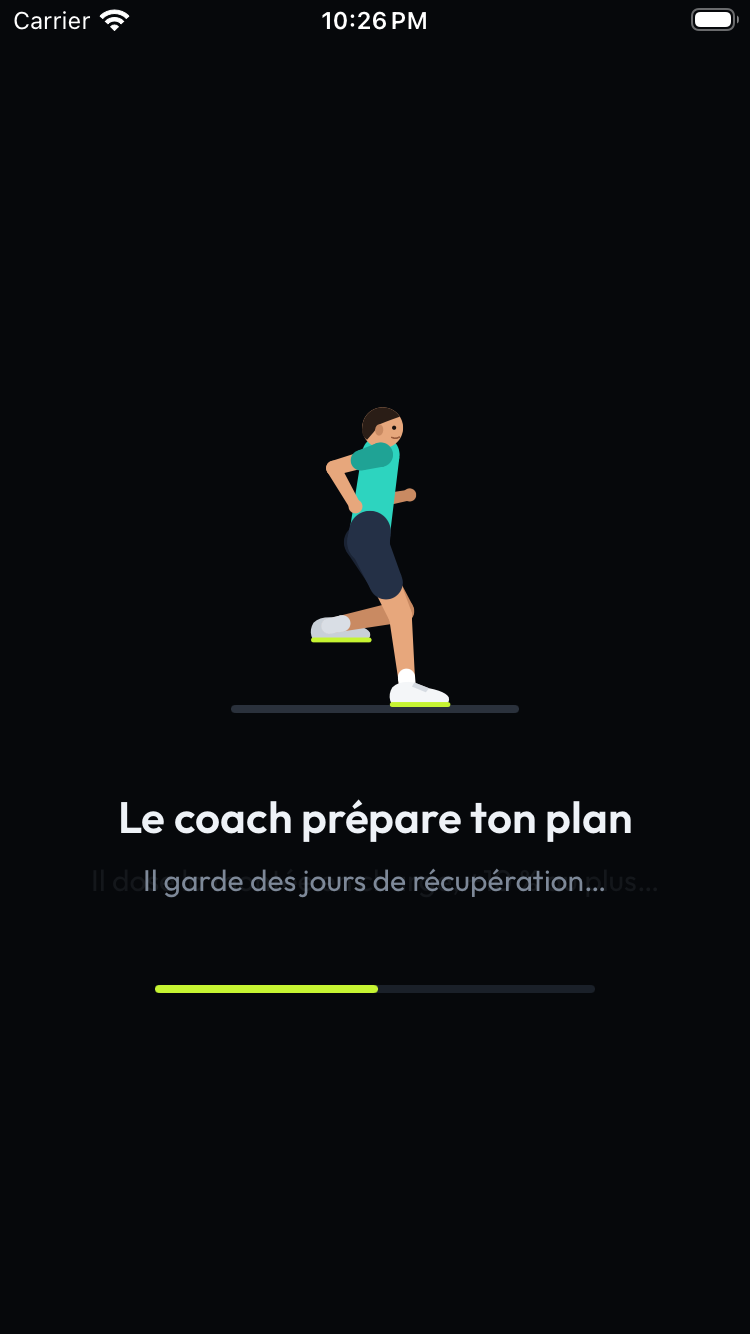 Carrier
10:26 PM
Le coach prépare ton plan
Il garde des jours de récupération...